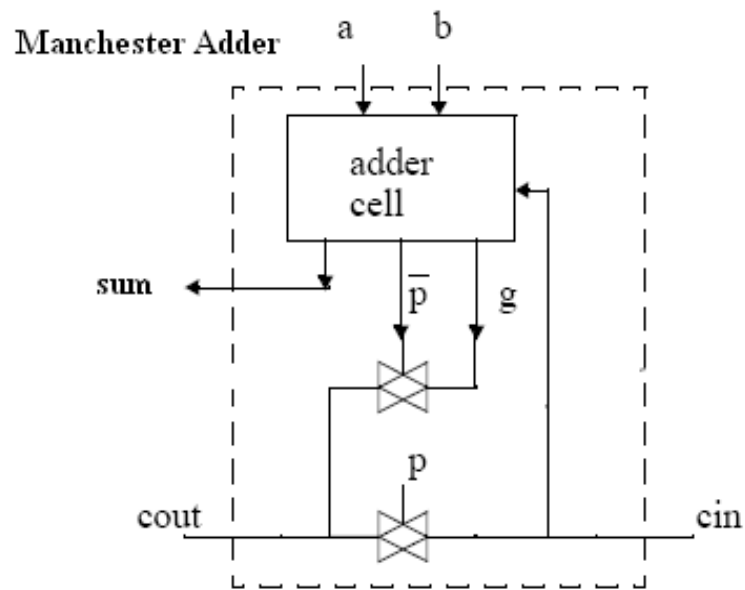 Manchester Adder
a
b
adder
cell
sum
p̅
g
p
cout
cin